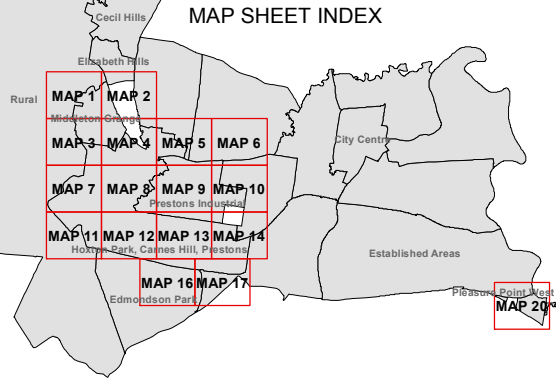 MAP SHEET INDEX
Cecil Hills
Elizabeth Hills
Rural
MAP 1 MAP 2
Middleton Grange
MAP 3 MAP 4 MAP 5 MAP 6
City Centre
MAP 7 MAP 8 MAP 9 MAP 10
Prestons Industrial
MAP 11 MAP 12 MAP 13 MAP 14
Hoxton Park, Carnes Hill, Prestons
Established Areas
MAP 16 MAP 17
Edmondson Park
Pleasure Point West
MAP 20